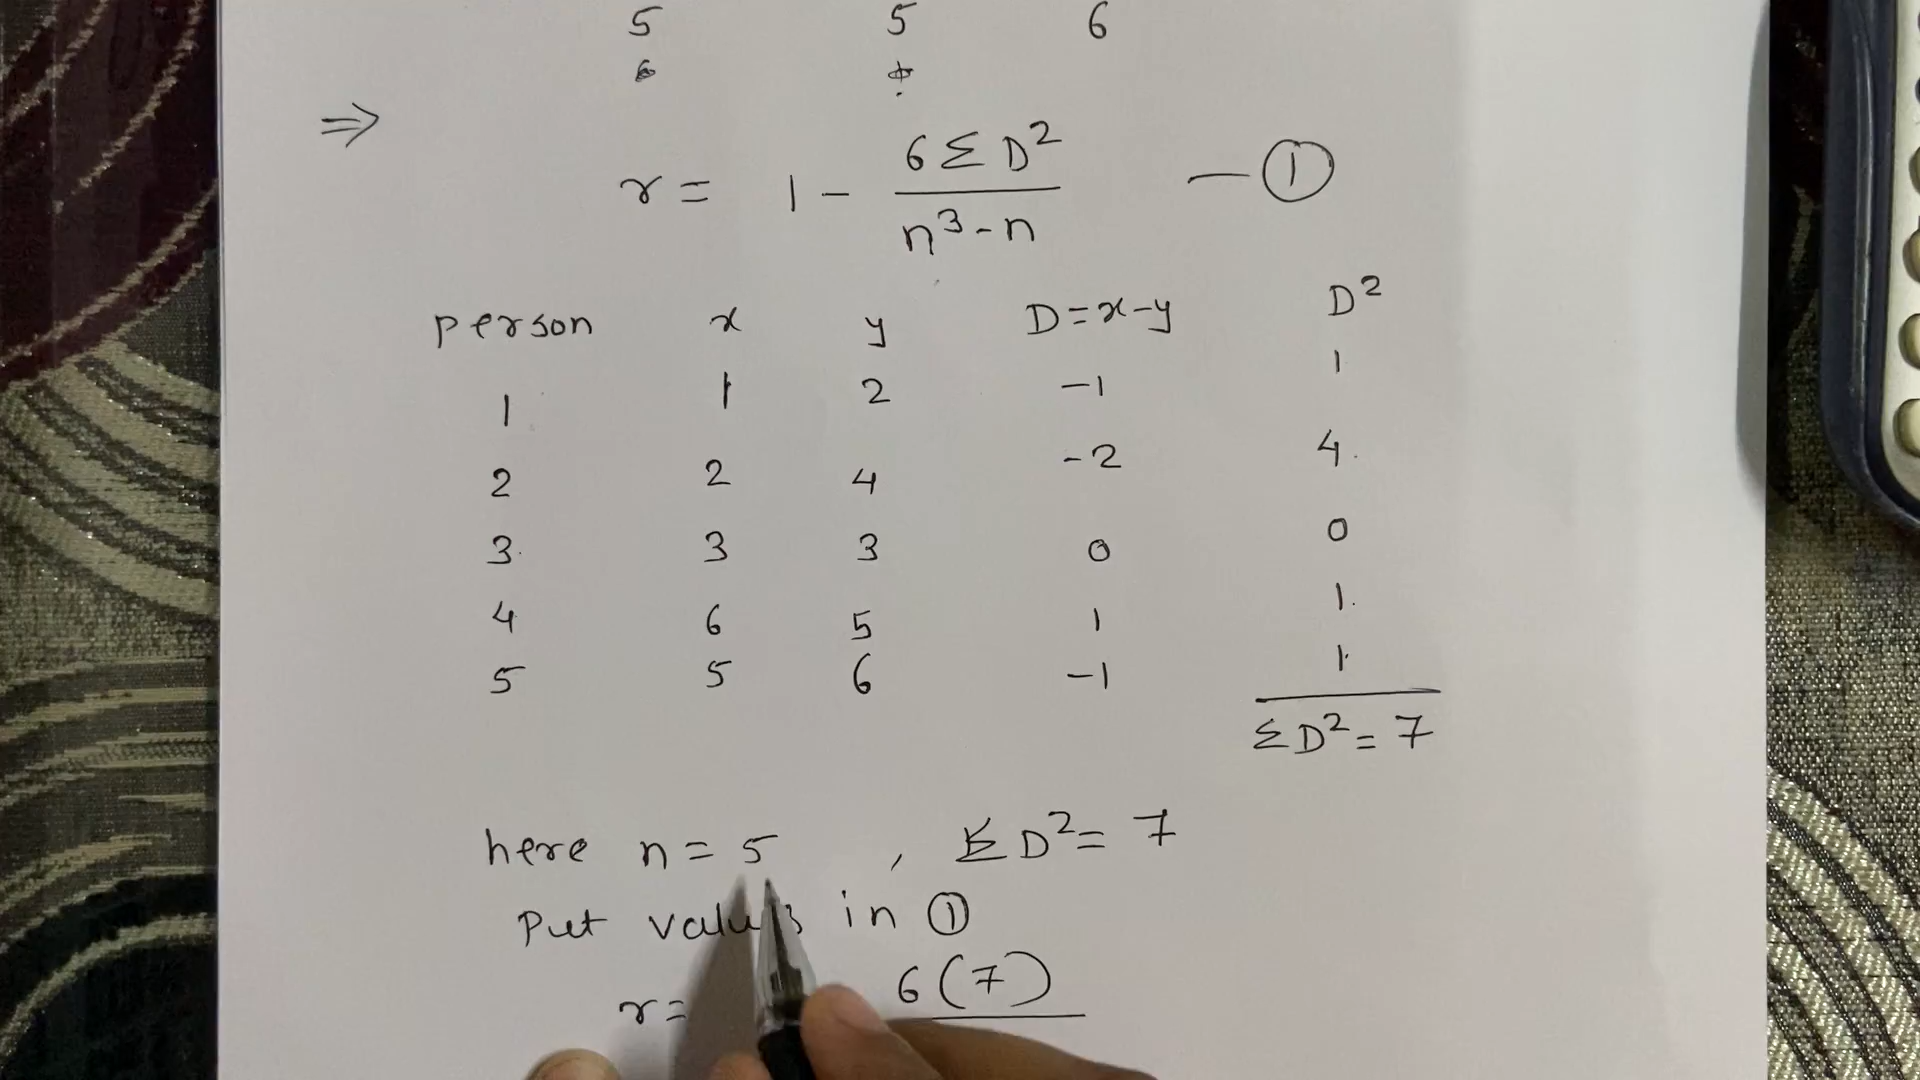 5 5 6
⇒
r = 1 - 6ΣD² / n³-n — ①
person x y D=x-y D²
1 1 2 -1 1
2 2 4 -2 4
3 3 3 0 0
4 6 5 1 1
5 5 6 -1 1
ΣD² = 7
here n = 5 , ΣD² = 7
Put values in ①
r = 6(7)